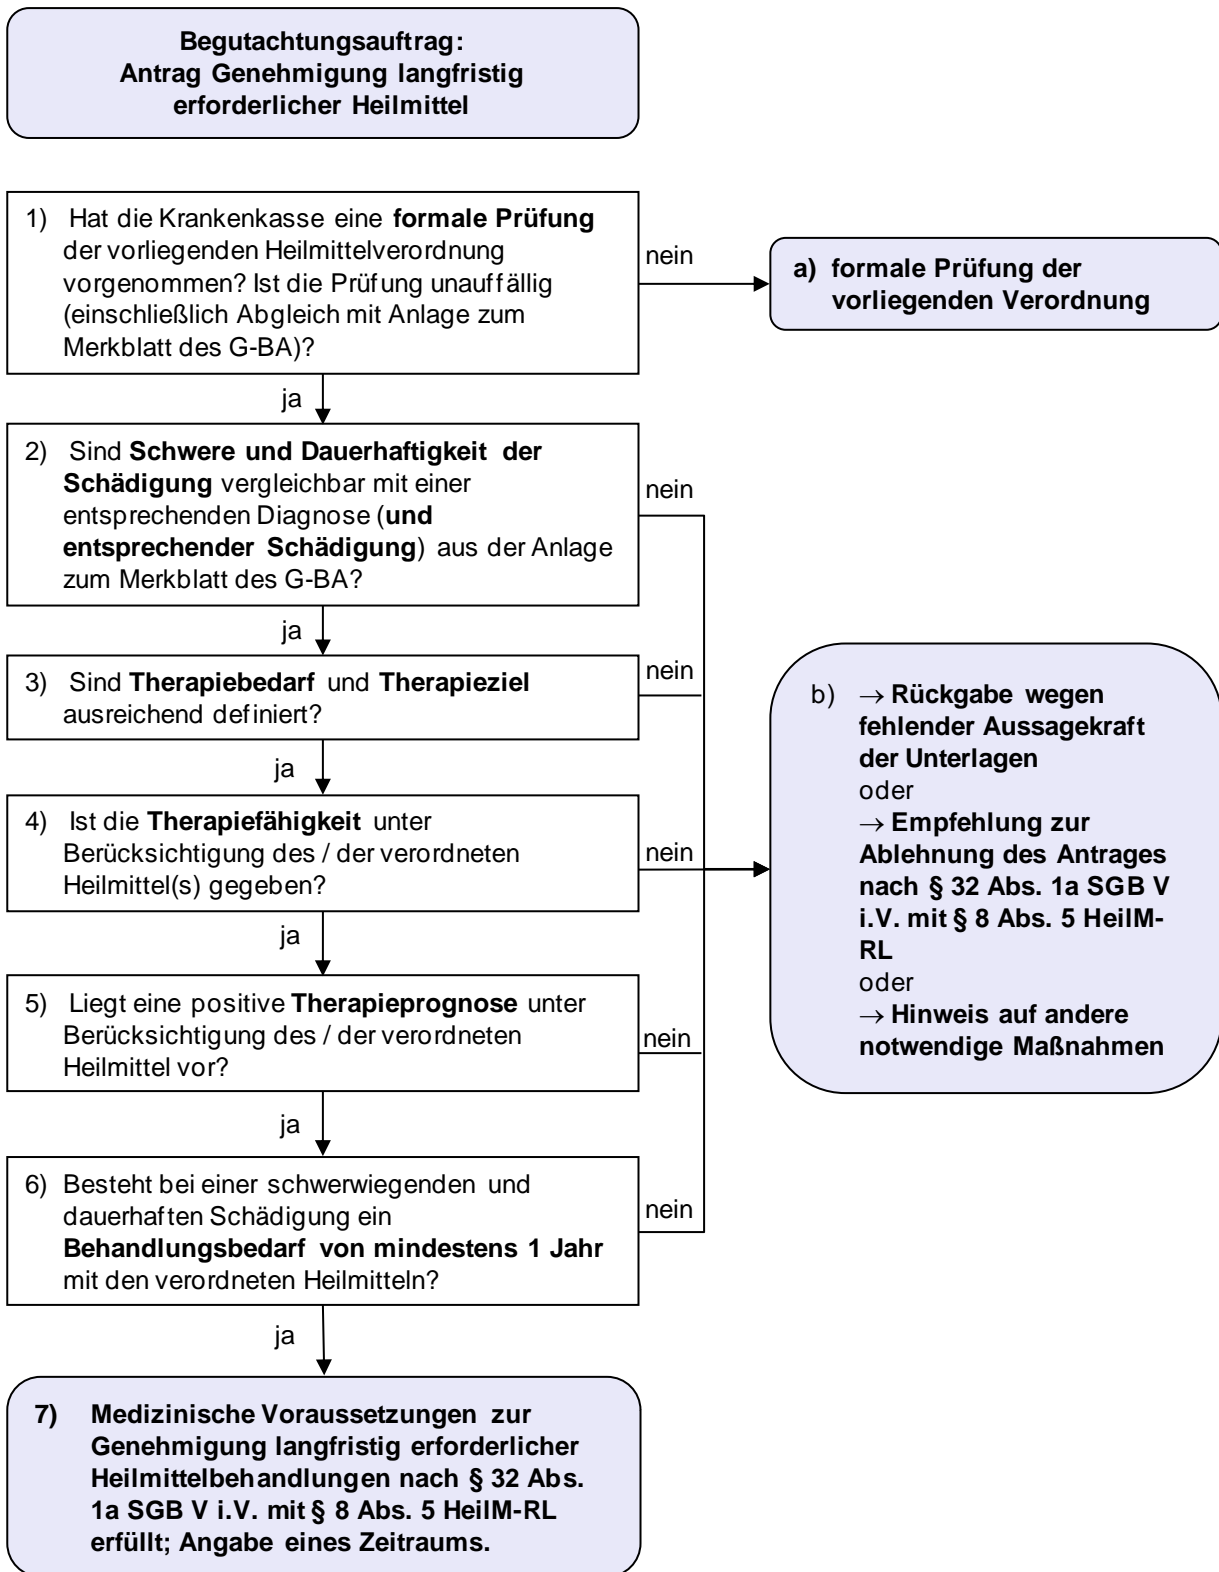 Begutachtungsauftrag:
Antrag Genehmigung langfristig
erforderlicher Heilmittel
1) Hat die Krankenkasse eine formale Prüfung
der vorliegenden Heilmittelverordnung
vorgenommen? Ist die Prüfung unauffällig
(einschließlich Abgleich mit Anlage zum
Merkblatt des G-BA)?
nein
a) formale Prüfung der
vorliegenden Verordnung
ja
2) Sind Schwere und Dauerhaftigkeit der
Schädigung vergleichbar mit einer
entsprechenden Diagnose (und
entsprechender Schädigung) aus der Anlage
zum Merkblatt des G-BA?
nein
ja
3) Sind Therapiebedarf und Therapieziel
ausreichend definiert?
nein
ja
4) Ist die Therapiefähigkeit unter
Berücksichtigung des / der verordneten
Heilmittel(s) gegeben?
nein
ja
5) Liegt eine positive Therapieprognose unter
Berücksichtigung des / der verordneten
Heilmittel vor?
nein
ja
6) Besteht bei einer schwerwiegenden und
dauerhaften Schädigung ein
Behandlungsbedarf von mindestens 1 Jahr
mit den verordneten Heilmitteln?
nein
b) → Rückgabe wegen
fehlender Aussagekraft
der Unterlagen
oder
→ Empfehlung zur
Ablehnung des Antrages
nach § 32 Abs. 1a SGB V
i.V. mit § 8 Abs. 5 HeilM-
RL
oder
→ Hinweis auf andere
notwendige Maßnahmen
ja
7) Medizinische Voraussetzungen zur
Genehmigung langfristig erforderlicher
Heilmittelbehandlungen nach § 32 Abs.
1a SGB V i.V. mit § 8 Abs. 5 HeilM-RL
erfüllt; Angabe eines Zeitraums.